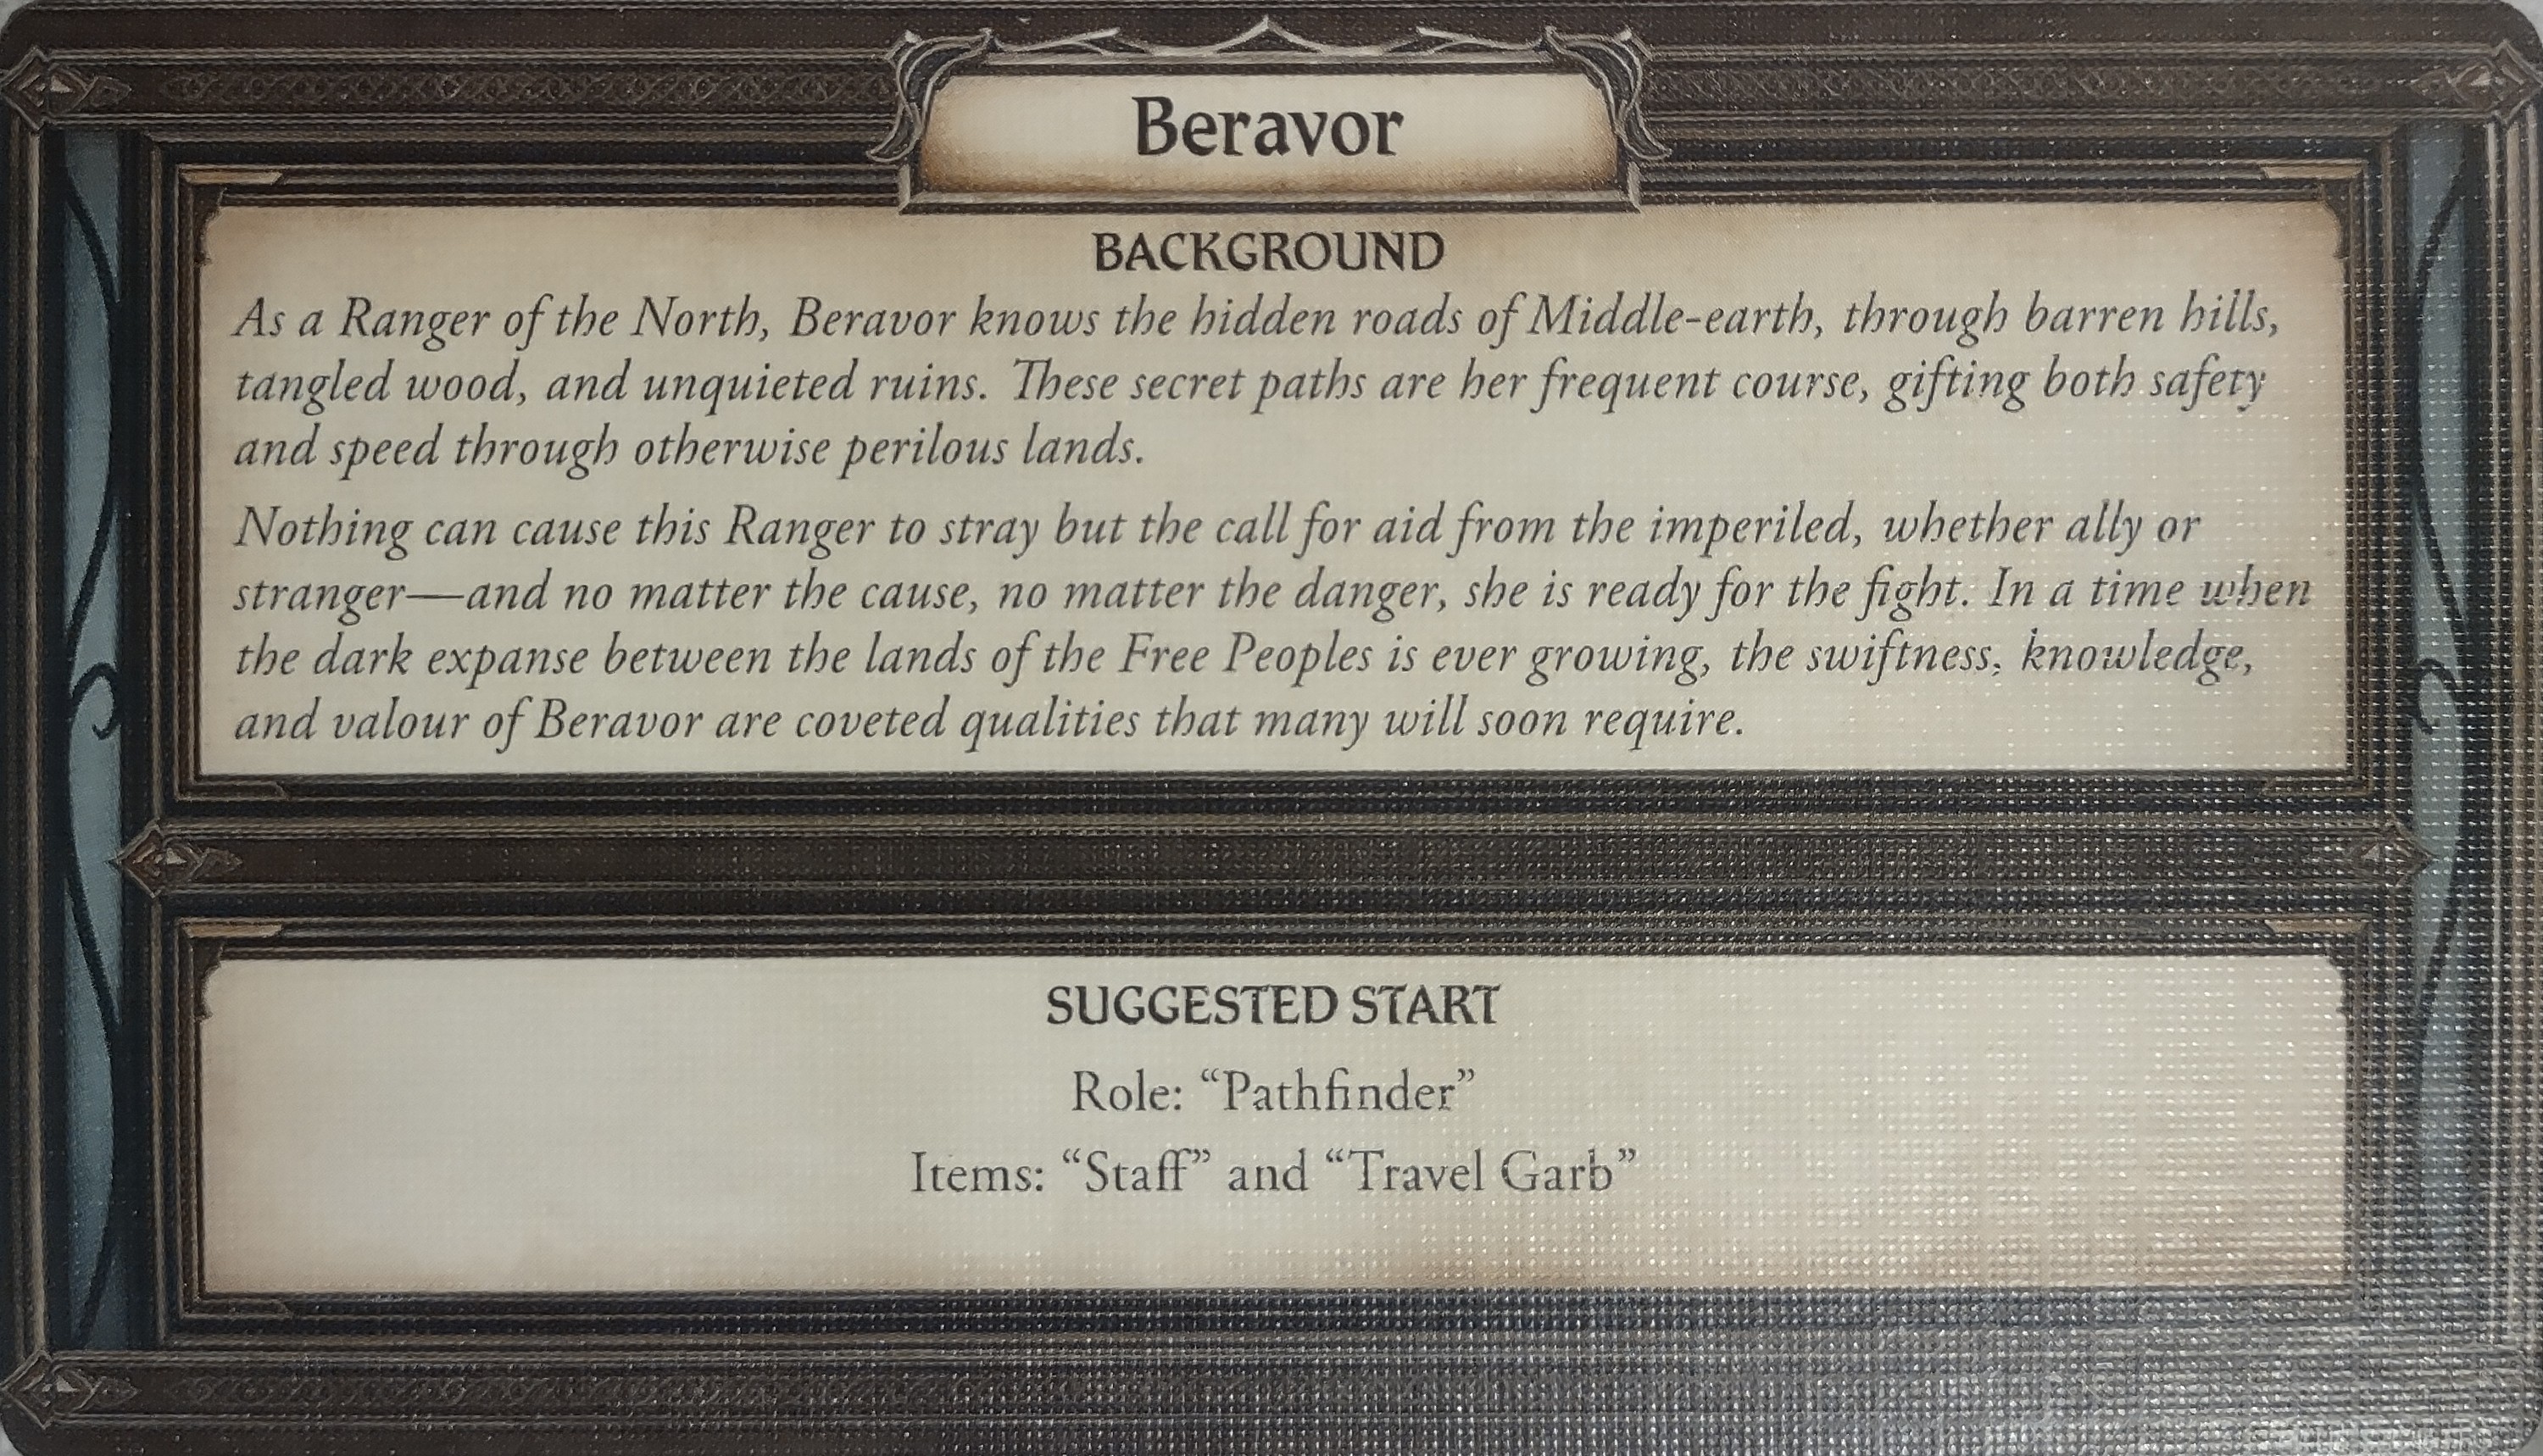 Beravor
BACKGROUND
As a Ranger of the North, Beravor knows the hidden roads of Middle-earth, through barren hills,
tangled wood, and unquieted ruins. These secret paths are her frequent course, gifting both safety
and speed through otherwise perilous lands.
Nothing can cause this Ranger to stray but the call for aid from the imperiled, whether ally or
stranger—and no matter the cause, no matter the danger, she is ready for the fight. In a time when
the dark expanse between the lands of the Free Peoples is ever growing, the swiftness, knowledge,
and valour of Beravor are coveted qualities that many will soon require.
SUGGESTED START
Role: “Pathfinder”
Items: “Staff” and “Travel Garb”